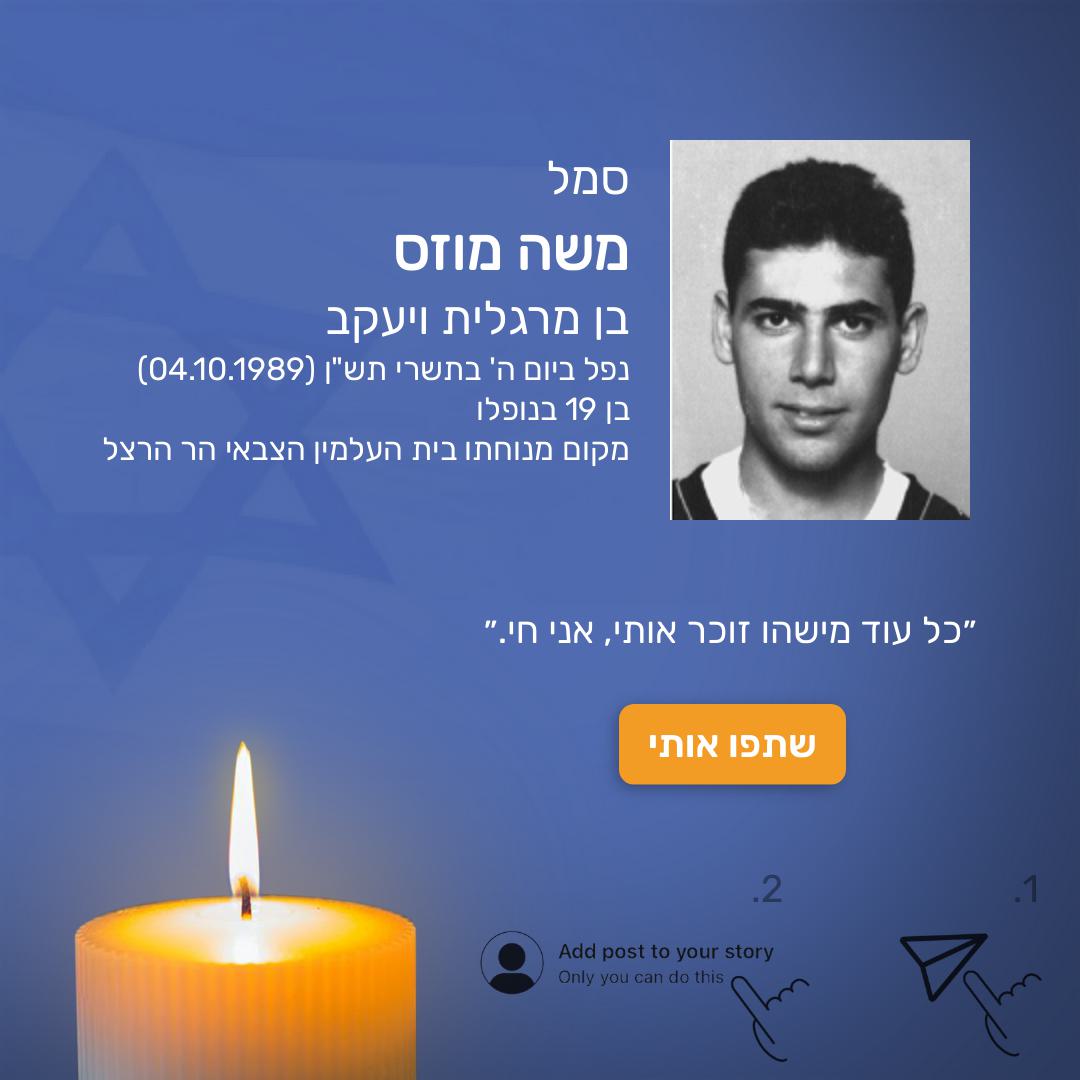 סמל
משה מוזס
בן מרגלית ויעקב
נפל ביום ה' בתשרי תש"ן (04.10.1989)
בן 19 בנופלו
מקום מנוחתו בית העלמין הצבאי הר הרצל
״כל עוד מישהו זוכר אותי, אני חי.״
שתפו אותי
.1
.2
Add post to your story
Only you can do this